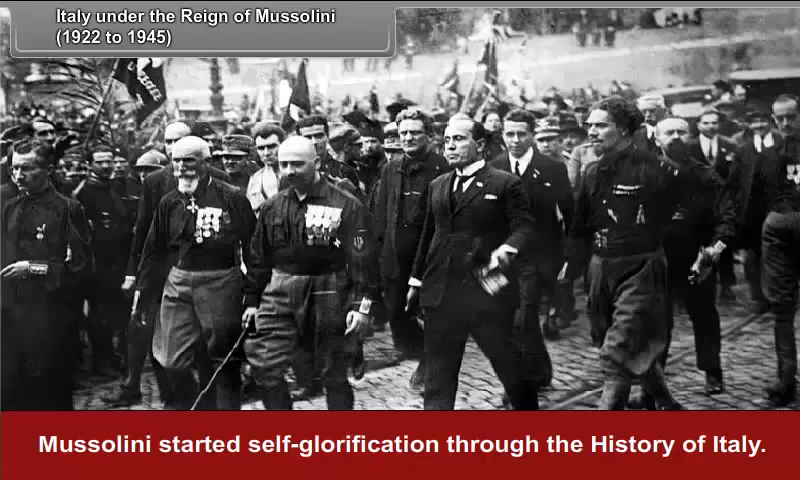 Italy under the Reign of Mussolini
(1922 to 1945)
Mussolini started self-glorification through the History of Italy.